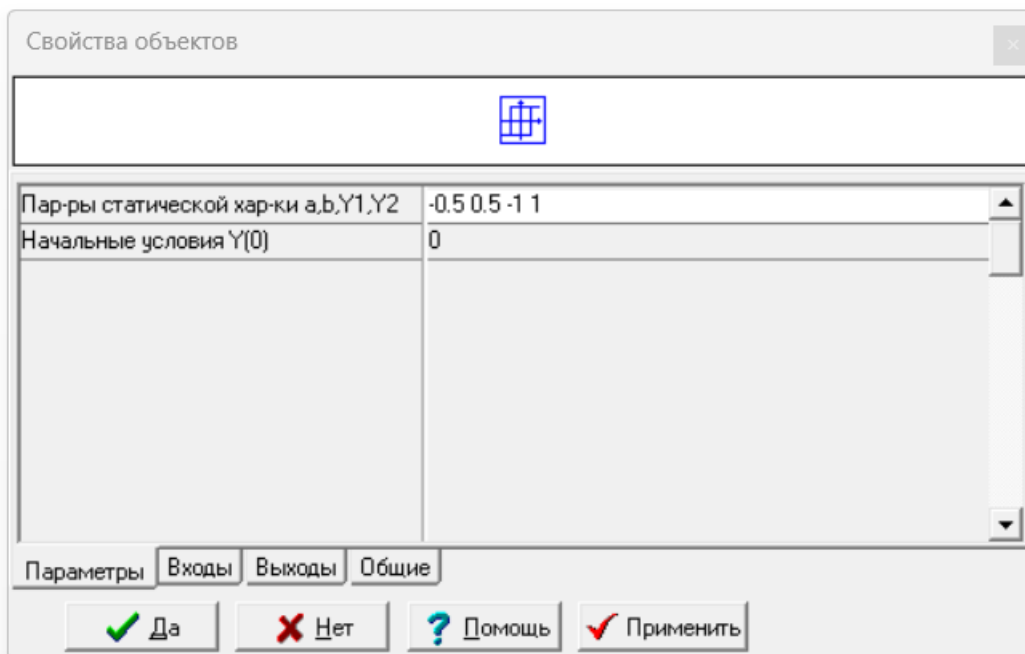 Свойства объектов
Пар-ры статической хар-ки a,b,Y1,Y2 -0.5 0.5 -1 1
Начальные условия Y(0) 0
Параметры Входы Выходы Общие
Да Нет Помощь Применить